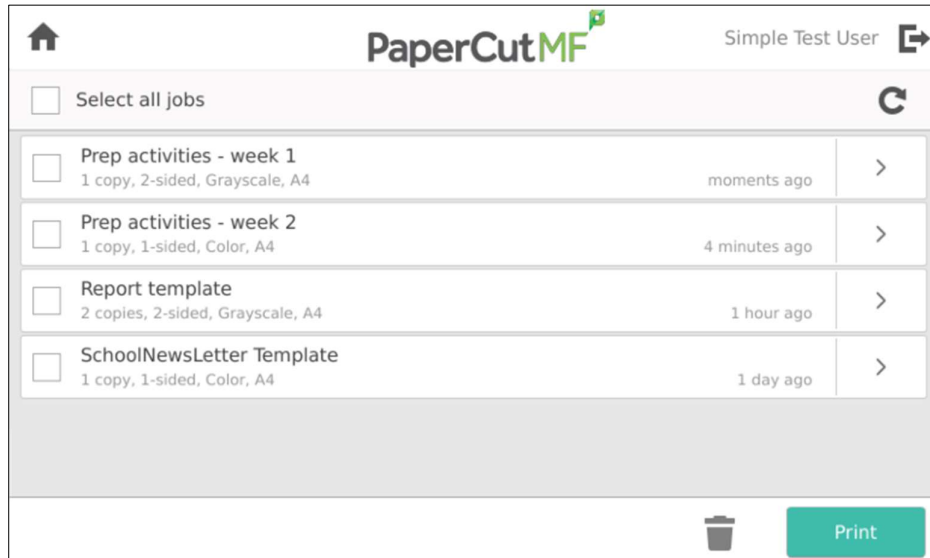 PaperCutMF
Simple Test User
Select all jobs
Prep activities - week 1
1 copy, 2-sided, Grayscale, A4
moments ago
Prep activities - week 2
1 copy, 1-sided, Color, A4
4 minutes ago
Report template
2 copies, 2-sided, Grayscale, A4
1 hour ago
SchoolNewsLetter Template
1 copy, 1-sided, Color, A4
1 day ago
Print